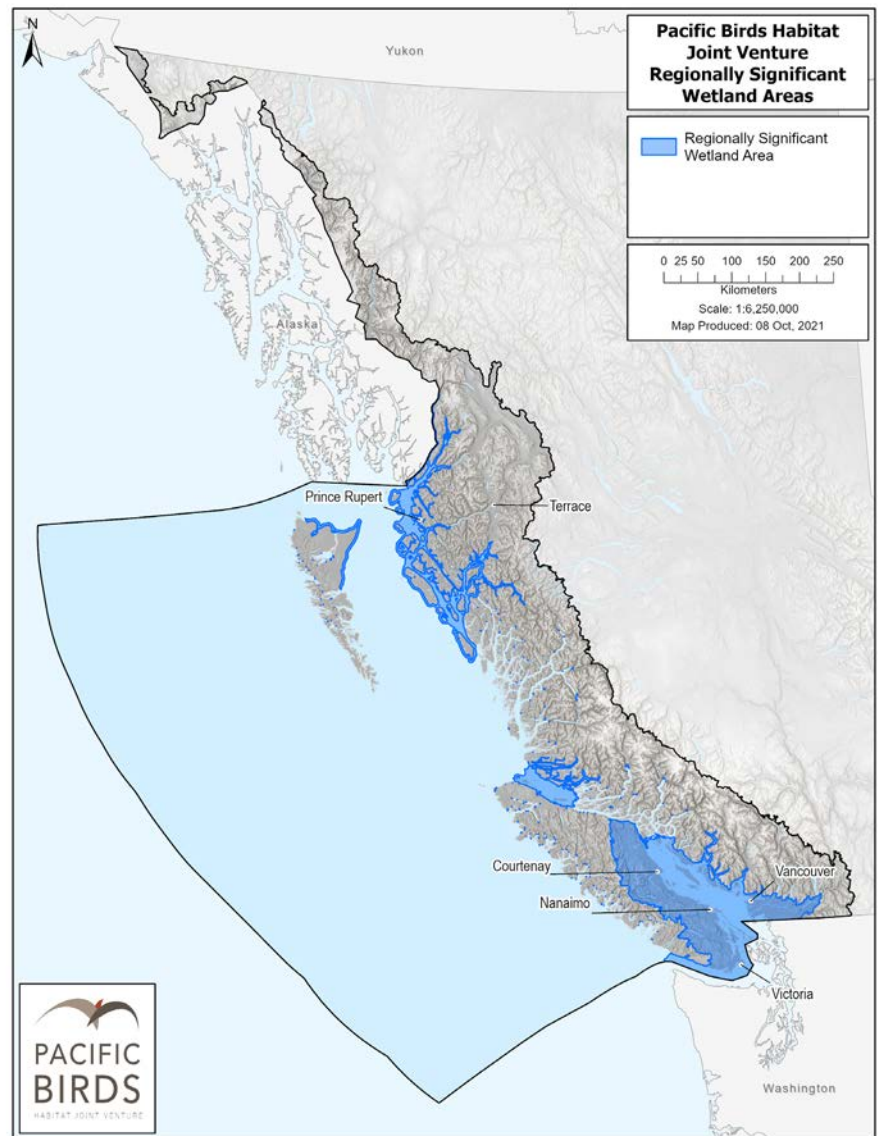 N
Yukon
Pacific Birds Habitat
Joint Venture
Regionally Significant
Wetland Areas
Regionally Significant
Wetland Area
0 25 50 100 150 200 250
Kilometers
Scale: 1:6,250,000
Map Produced: 08 Oct, 2021
Alaska
Prince Rupert
Terrace
Courtenay
Vancouver
Nanaimo
Victoria
Washington
PACIFIC
BIRDS
HABITAT JOINT VENTURE